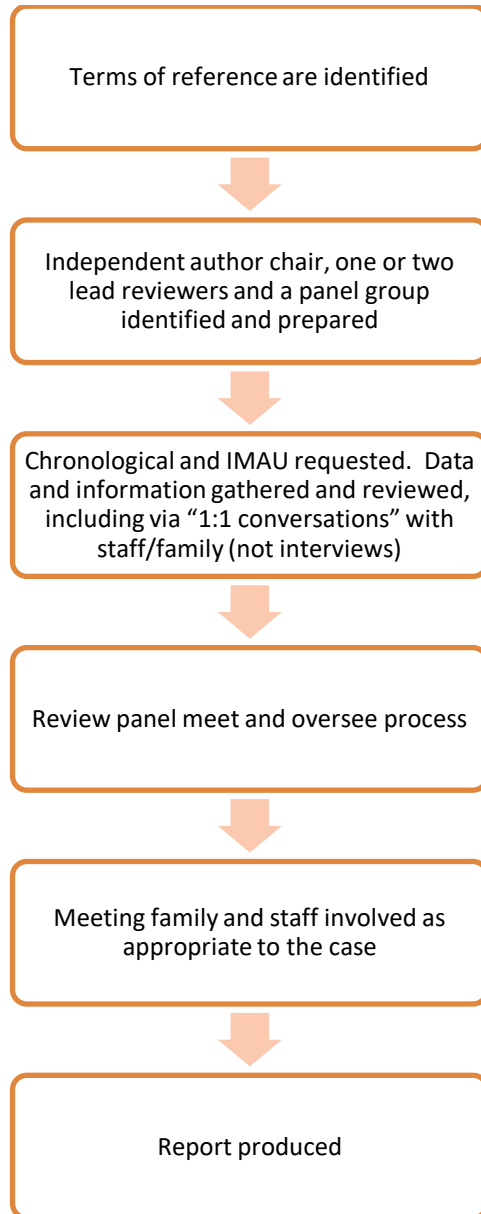 Terms of reference are identified
Independent author chair, one or two
lead reviewers and a panel group
identified and prepared
Chronological and IMAU requested.  Data
and information gathered and reviewed,
including via “1:1 conversations” with
staff/family (not interviews)
Review panel meet and oversee process
Meeting family and staff involved as
appropriate to the case
Report produced